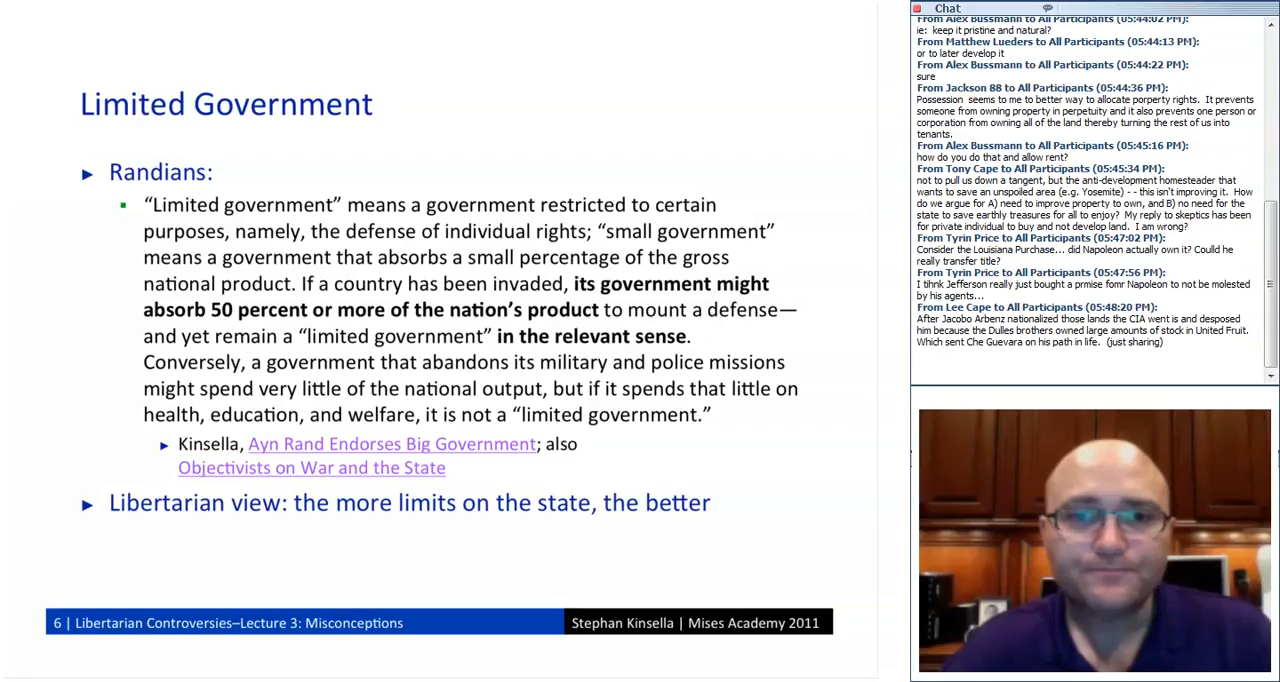 Limited Government
► Randians:
▪ “Limited government” means a government restricted to certain
purposes, namely, the defense of individual rights; “small government”
means a government that absorbs a small percentage of the gross
national product. If a country has been invaded, its government might
absorb 50 percent or more of the nation’s product to mount a defense—
and yet remain a “limited government” in the relevant sense.
Conversely, a government that abandons its military and police missions
might spend very little of the national output, but if it spends that little on
health, education, and welfare, it is not a “limited government.”
► Kinsella, Ayn Rand Endorses Big Government; also
Objectivists on War and the State
► Libertarian view: the more limits on the state, the better
6 | Libertarian Controversies–Lecture 3: Misconceptions
Stephan Kinsella | Mises Academy 2011
Chat
From Alex Bussmann to All Participants (05:44:02 PM):
ie: keep it pristine and natural?
From Matthew Lueders to All Participants (05:44:13 PM):
or to later develop it
From Alex Bussmann to All Participants (05:44:22 PM):
sure
From Jackson 88 to All Participants (05:44:36 PM):
Possession seems to me to better way to allocate porperty rights. It prevents
someone from owning property in perpetuity and it also prevents one person or
corporation from owning all of the land thereby turning the rest of us into
tenants.
From Alex Bussmann to All Participants (05:45:16 PM):
how do you do that and allow rent?
From Tony Cape to All Participants (05:45:34 PM):
not to pull us down a tangent, but the anti-development homesteader that
wants to save an unspoiled area (e.g. Yosemite) - - this isn't improving it. How
do we argue for A) need to improve property to own, and B) no need for the
state to save earthly treasures for all to enjoy? My reply to skeptics has been
for private individual to buy and not develop land. I am wrong?
From Tyrin Price to All Participants (05:47:02 PM):
Consider the Louisiana Purchase... did Napoleon actually own it? Coulld he
really transfer title?
From Tyrin Price to All Participants (05:47:56 PM):
I tihnk Jefferson really just bought a prmise fomr Napoleon to not be molested
by his agents...
From Lee Cape to All Participants (05:48:20 PM):
After Jacobo Arbenz nationalized those lands the CIA went is and desposed
him because the Dulles brothers owned large amounts of stock in United Fruit.
Which sent Che Guevara on his path in life. (just sharing)